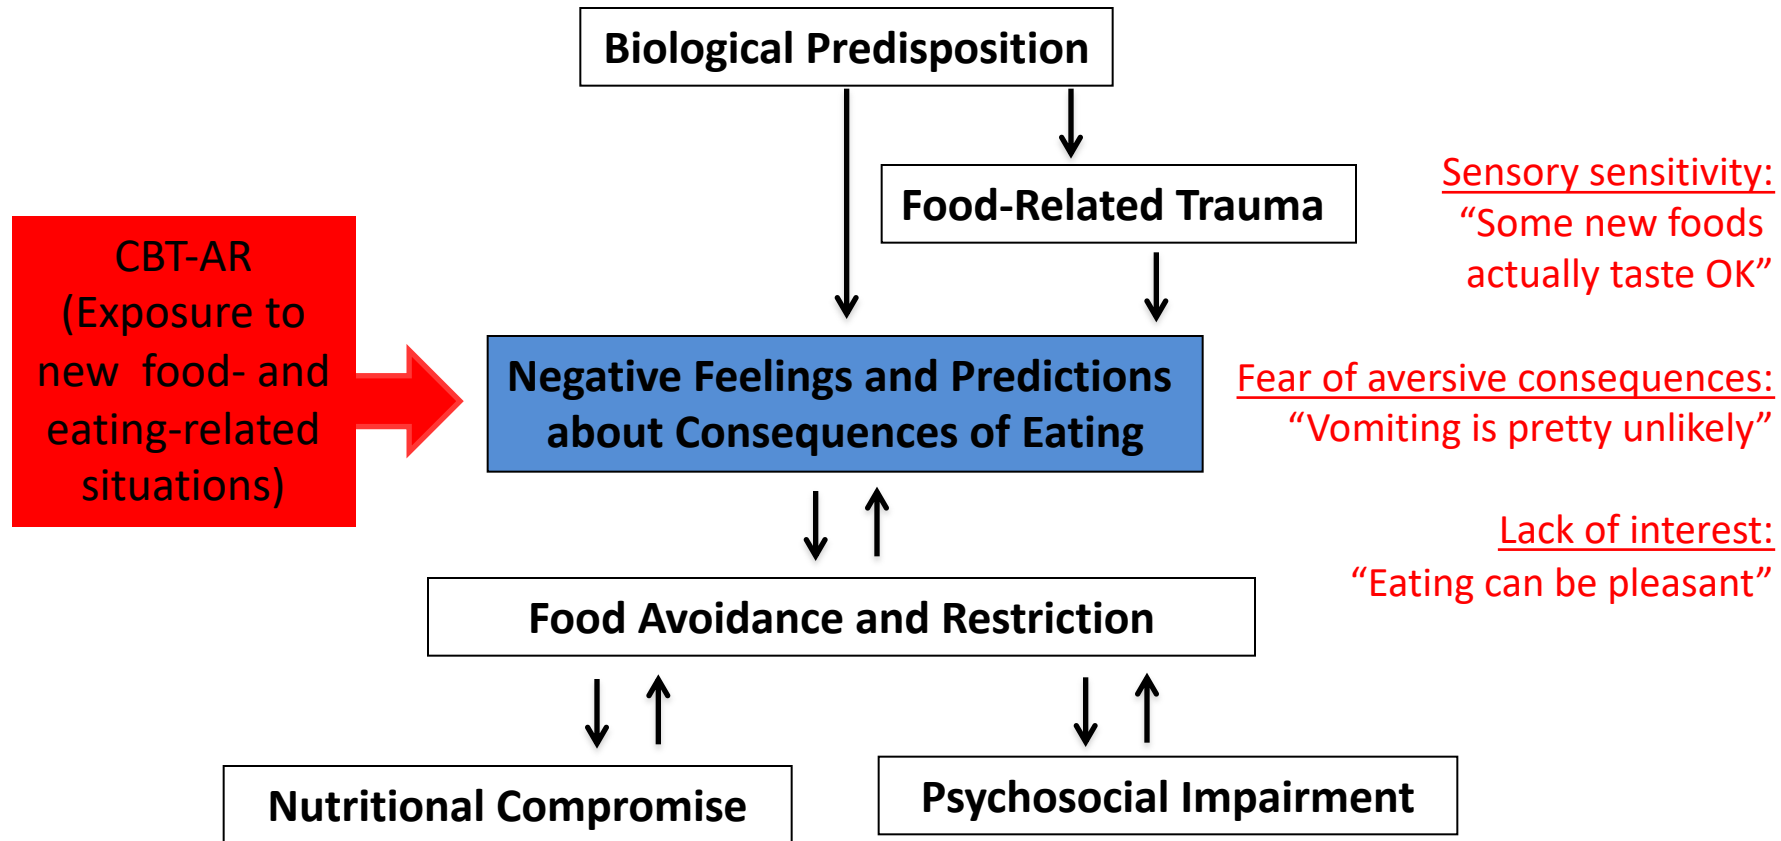 Biological Predisposition
Food-Related Trauma
Sensory sensitivity:
“Some new foods
actually taste OK”
CBT-AR
(Exposure to
new  food- and
eating-related
situations)
Negative Feelings and Predictions
about Consequences of Eating
Fear of aversive consequences:
“Vomiting is pretty unlikely”
Lack of interest:
“Eating can be pleasant”
Food Avoidance and Restriction
Nutritional Compromise
Psychosocial Impairment